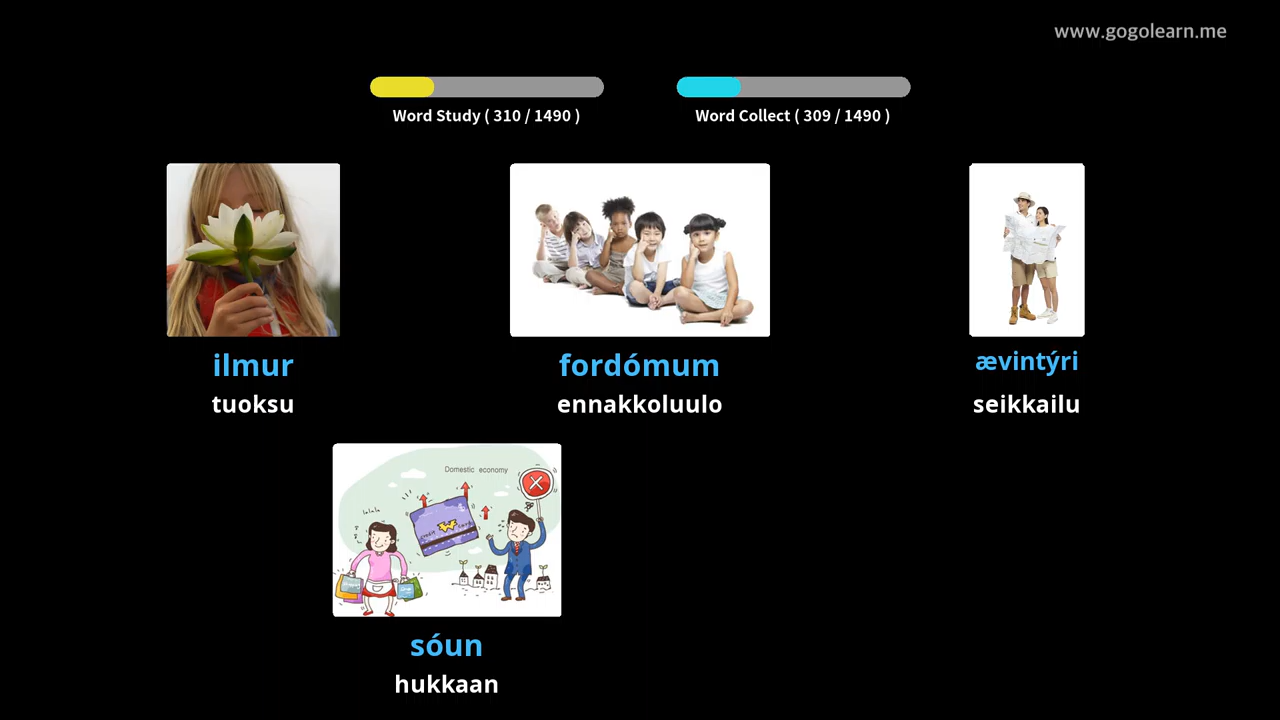 www.gogolearn.me
Word Study ( 310 / 1490 )
Word Collect ( 309 / 1490 )
ilmur
tuoksu
fordómum
ennakkoluulo
ævintýri
seikkailu
Domestic economy
lalala
sóun
hukkaan